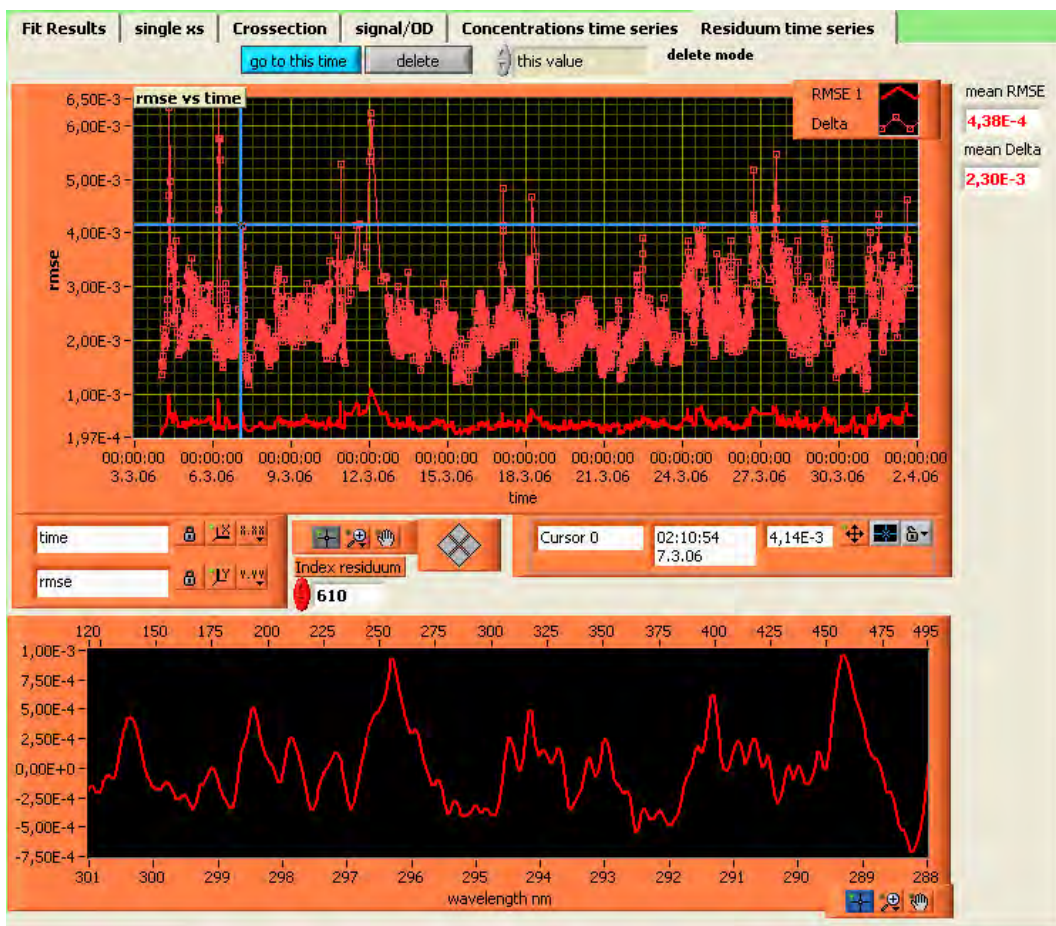 Fit Results single xs Crossection signal/OD Concentrations time series Residuum time series
go to this time delete this value delete mode
rmse vs time
RMSE 1
Delta
mean RMSE
4,38E-4
mean Delta
2,30E-3
6,50E-3
6,00E-3
5,00E-3
4,00E-3
3,00E-3
2,00E-3
1,00E-3
1,97E-4
rmse
00:00:00 00:00:00 00:00:00 00:00:00 00:00:00 00:00:00 00:00:00 00:00:00 00:00:00 00:00:00 00:00:00
3.3.06 6.3.06 9.3.06 12.3.06 15.3.06 18.3.06 21.3.06 24.3.06 27.3.06 30.3.06 2.4.06
time
time X X.XX
rmse Y Y.YY
Index residuum
610
Cursor 0 02:10:54 4,14E-3
7.3.06
120 150 175 200 225 250 275 300 325 350 375 400 425 450 475 495
1,00E-3
7,50E-4
5,00E-4
2,50E-4
0,00E+0
-2,50E-4
-5,00E-4
-7,50E-4
301 300 299 298 297 296 295 294 293 292 291 290 289 288
wavelength nm